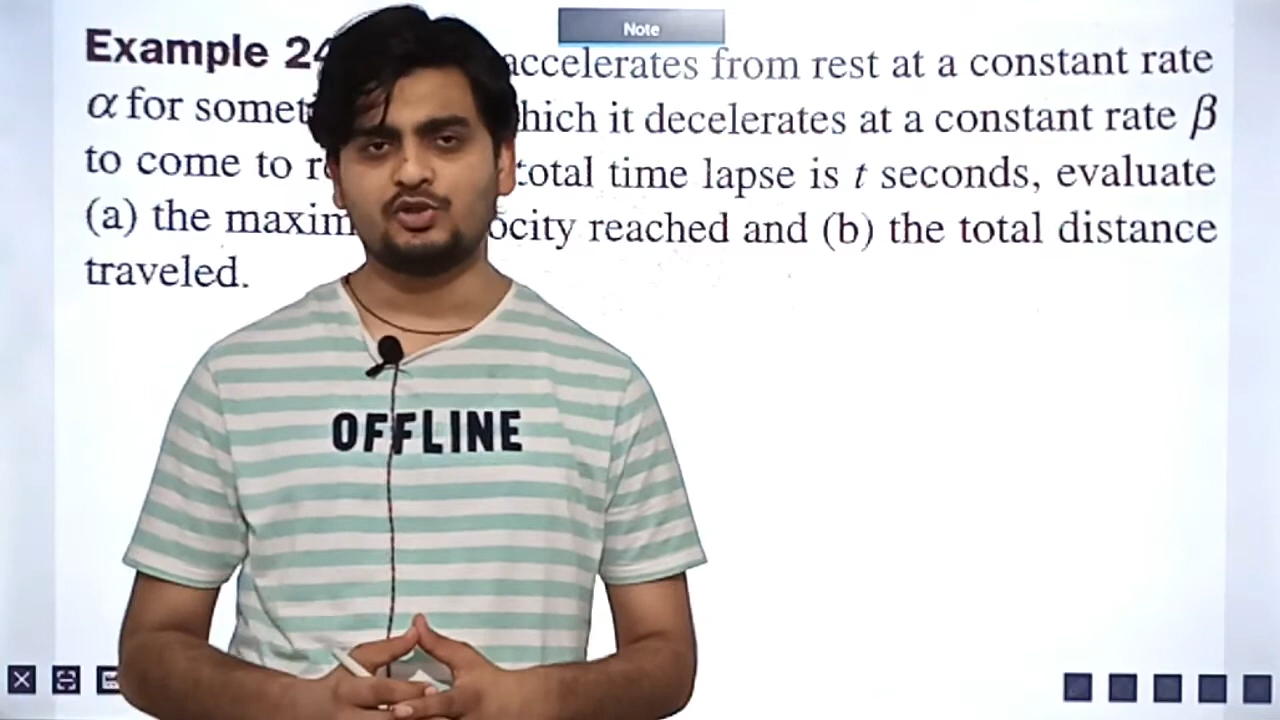 Note
Example 24 accelerates from rest at a constant rate
α for somet hich it decelerates at a constant rate β
to come to r total time lapse is t seconds, evaluate
(a) the maxim ocity reached and (b) the total distance
traveled.
OFFLINE